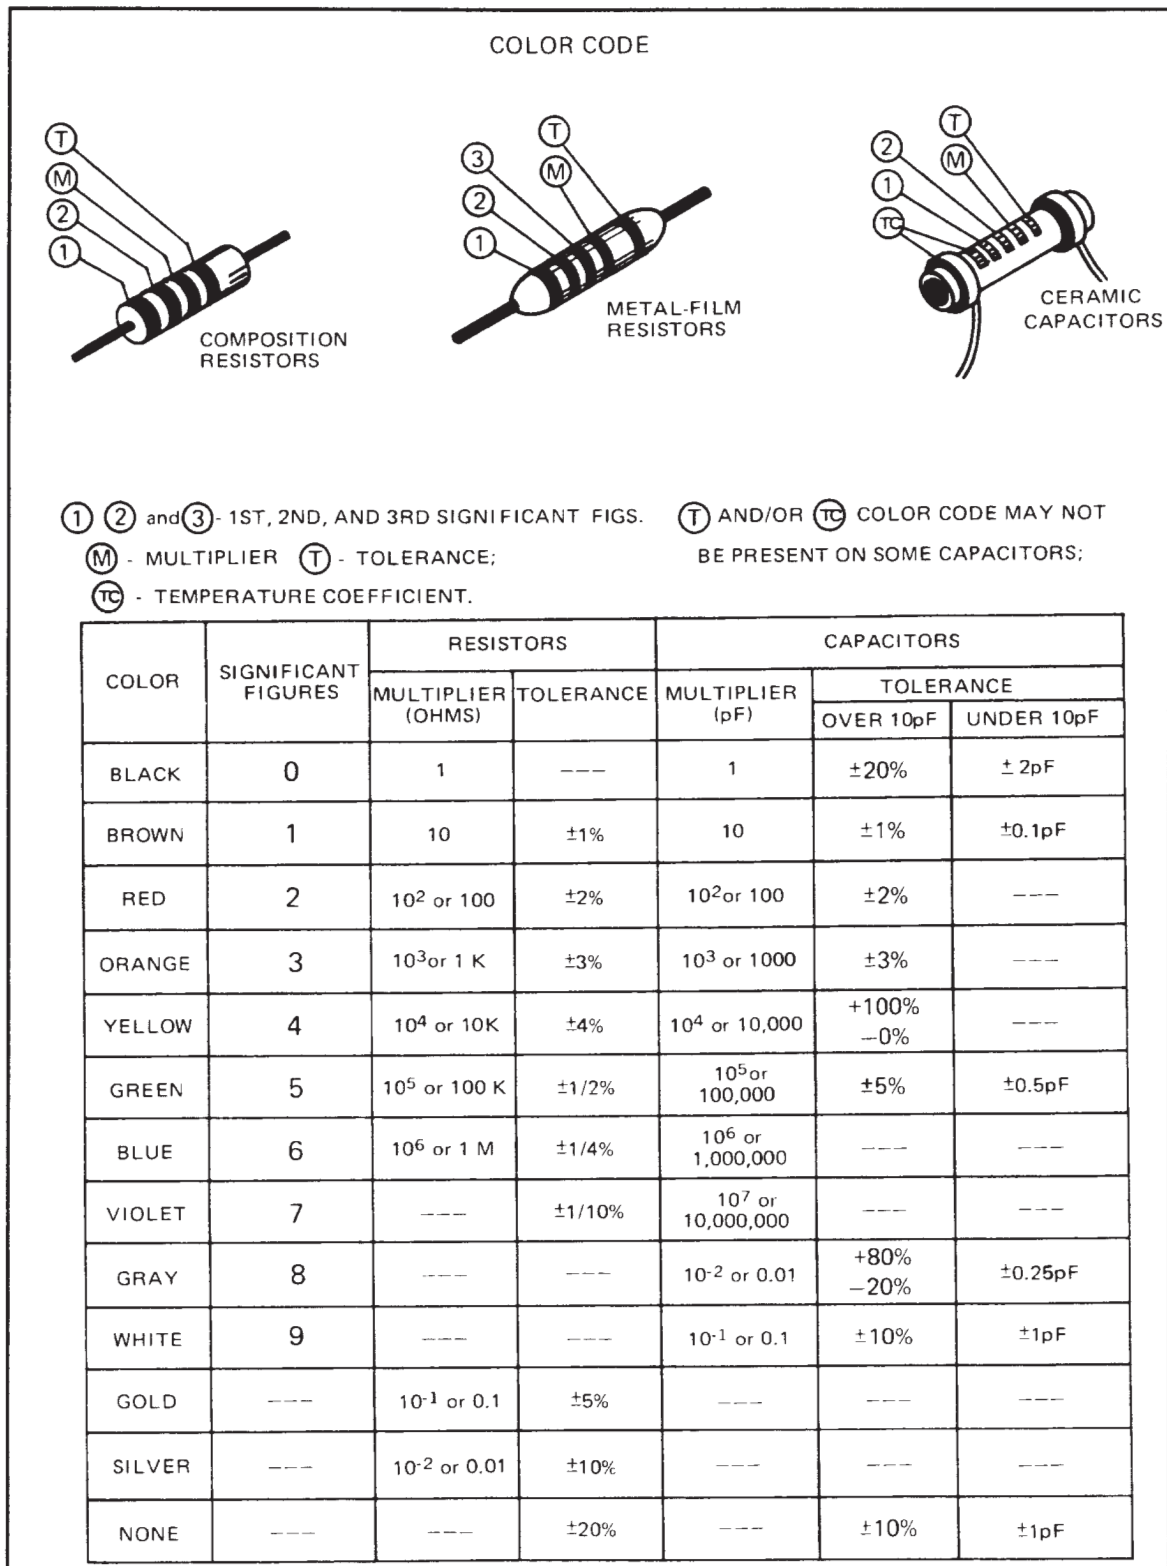 COLOR CODE
T
M
2
1
COMPOSITION
RESISTORS
T
3
M
2
1
METAL-FILM
RESISTORS
T
2
M
1
TC
CERAMIC
CAPACITORS
1 2 and 3 - 1ST, 2ND, AND 3RD SIGNIFICANT FIGS.
M - MULTIPLIER T - TOLERANCE;
TC - TEMPERATURE COEFFICIENT.
T AND/OR TC COLOR CODE MAY NOT
BE PRESENT ON SOME CAPACITORS;
COLOR SIGNIFICANT FIGURES RESISTORS CAPACITORS
MULTIPLIER (OHMS) TOLERANCE MULTIPLIER (pF) TOLERANCE
OVER 10pF UNDER 10pF
BLACK 0 1 --- 1 ±20% ± 2pF
BROWN 1 10 ±1% 10 ±1% ±0.1pF
RED 2 10² or 100 ±2% 10² or 100 ±2% ---
ORANGE 3 10³ or 1 K ±3% 10³ or 1000 ±3% ---
YELLOW 4 10⁴ or 10K ±4% 10⁴ or 10,000 +100% −0% ---
GREEN 5 10⁵ or 100 K ±1/2% 10⁵ or 100,000 ±5% ±0.5pF
BLUE 6 10⁶ or 1 M ±1/4% 10⁶ or 1,000,000 --- ---
VIOLET 7 --- ±1/10% 10⁷ or 10,000,000 --- ---
GRAY 8 --- --- 10⁻² or 0.01 +80% −20% ±0.25pF
WHITE 9 --- --- 10⁻¹ or 0.1 ±10% ±1pF
GOLD --- 10⁻¹ or 0.1 ±5% --- --- ---
SILVER --- 10⁻² or 0.01 ±10% --- --- ---
NONE --- --- ±20% --- ±10% ±1pF